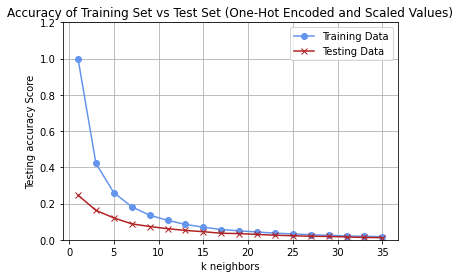 Accuracy of Training Set vs Test Set (One-Hot Encoded and Scaled Values)
Training Data
Testing Data
Testing accuracy Score
1.2
1.0
0.8
0.6
0.4
0.2
0.0
0 5 10 15 20 25 30 35
k neighbors